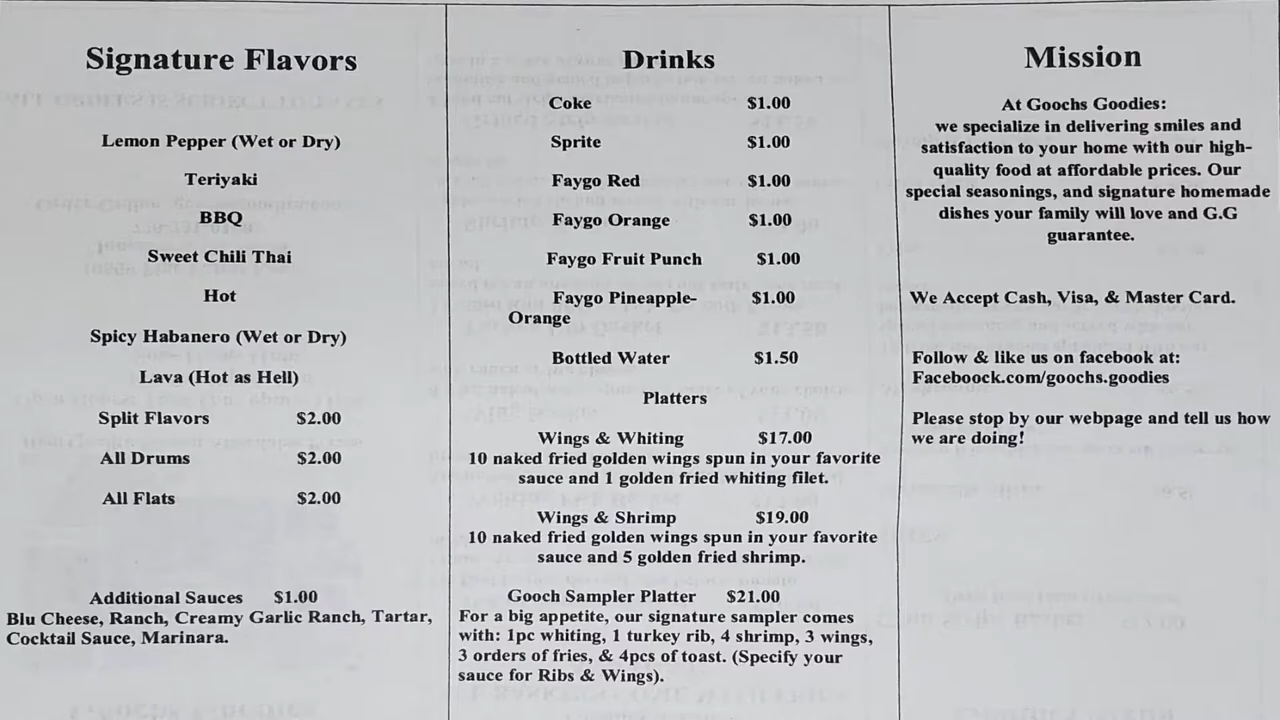 Signature Flavors
Lemon Pepper (Wet or Dry)
Teriyaki
BBQ
Sweet Chili Thai
Hot
Spicy Habanero (Wet or Dry)
Lava (Hot as Hell)
Split Flavors $2.00
All Drums $2.00
All Flats $2.00
Additional Sauces $1.00
Blu Cheese, Ranch, Creamy Garlic Ranch, Tartar,
Cocktail Sauce, Marinara.
Drinks
Coke $1.00
Sprite $1.00
Faygo Red $1.00
Faygo Orange $1.00
Faygo Fruit Punch $1.00
Faygo Pineapple- $1.00
Orange
Bottled Water $1.50
Platters
Wings & Whiting $17.00
10 naked fried golden wings spun in your favorite
sauce and 1 golden fried whiting filet.
Wings & Shrimp $19.00
10 naked fried golden wings spun in your favorite
sauce and 5 golden fried shrimp.
Gooch Sampler Platter $21.00
For a big appetite, our signature sampler comes
with: 1pc whiting, 1 turkey rib, 4 shrimp, 3 wings,
3 orders of fries, & 4pcs of toast. (Specify your
sauce for Ribs & Wings).
Mission
At Goochs Goodies:
we specialize in delivering smiles and
satisfaction to your home with our high-
quality food at affordable prices. Our
special seasonings, and signature homemade
dishes your family will love and G.G
guarantee.
We Accept Cash, Visa, & Master Card.
Follow & like us on facebook at:
Faceboock.com/goochs.goodies
Please stop by our webpage and tell us how
we are doing!